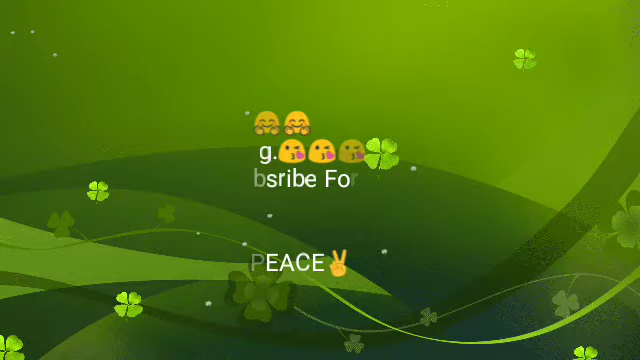 🤗🤗
g.😘😘😘
bsribe For
PEACE✌